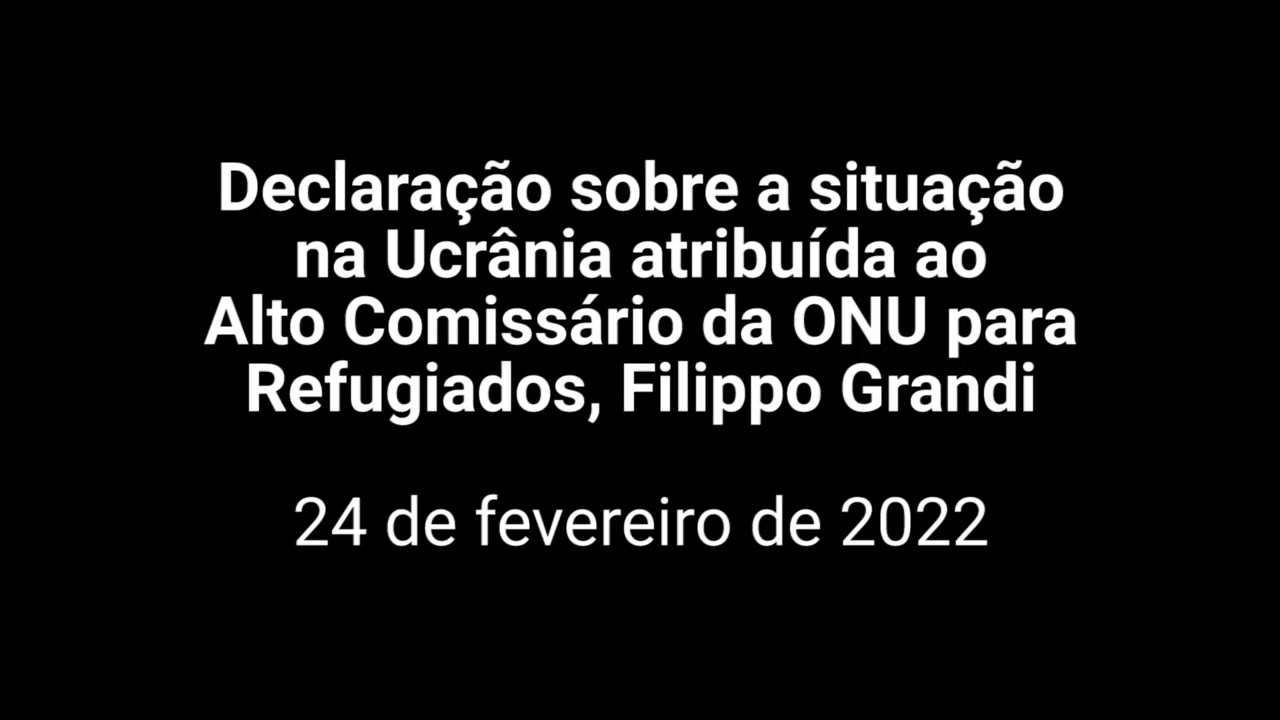 Declaração sobre a situação
na Ucrânia atribuída ao
Alto Comissário da ONU para
Refugiados, Filippo Grandi
24 de fevereiro de 2022